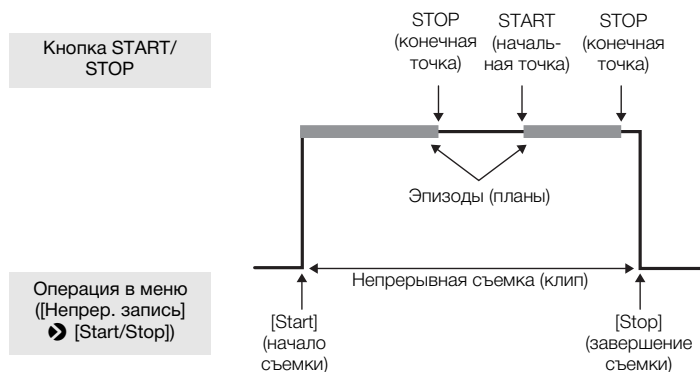 Кнопка START/
STOP
STOP
(конечная
точка)
START
(началь-
ная точка)
STOP
(конечная
точка)
Эпизоды (планы)
Непрерывная съемка (клип)
Операция в меню
([Непрер. запись]
[Start/Stop])
[Start]
(начало
съемки)
[Stop]
(завершение
съемки)